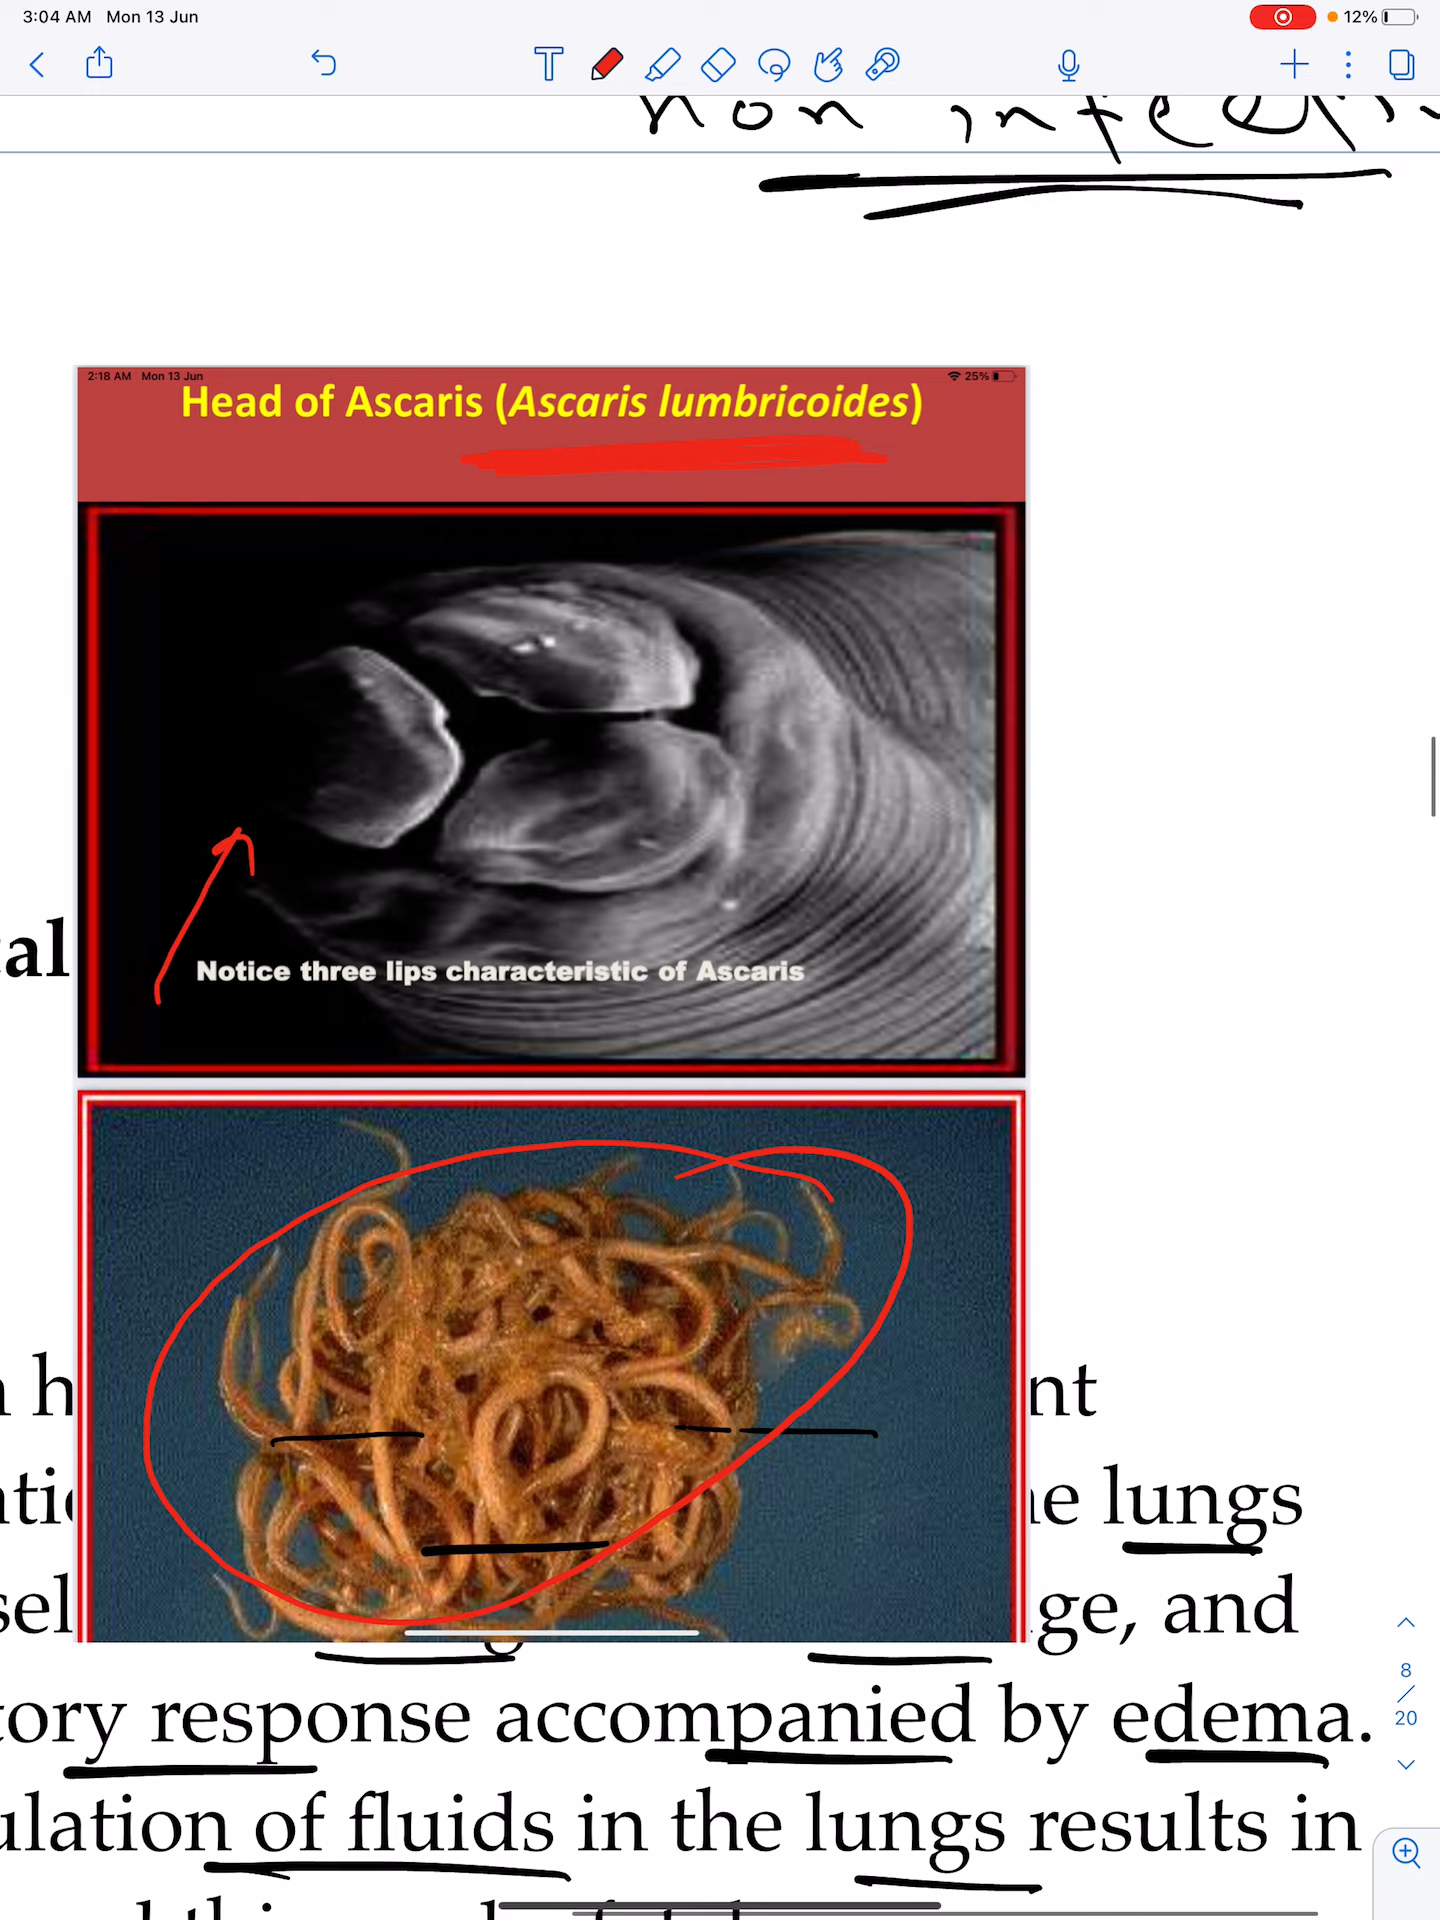 3:04 AM Mon 13 Jun
12%
non
2:18 AM Mon 13 Jun
25%
Head of Ascaris (Ascaris lumbricoides)
al
Notice three lips characteristic of Ascaris
h nt
lungs
sel ge, and
tory response accompanied by edema.
ulation of fluids in the lungs results in
8
/
20